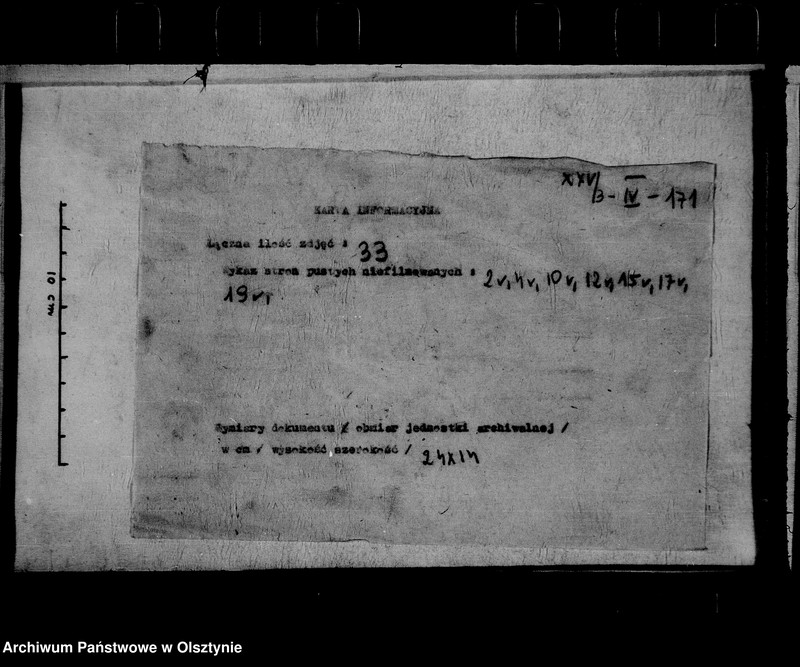 XXV/3-IV-171
KARTA INFORMACYJNA
Łączna ilość zdjęć : 33
Wykaz stron pustych niefilmowanych : 2v, 4v, 10v, 12v, 15v, 17v,
19v,
Wymiary dokumentu / obmiar jednostki archiwalnej /
w cm / wysokość szerokość / 24x14
10 cm
Archiwum Państwowe w Olsztynie